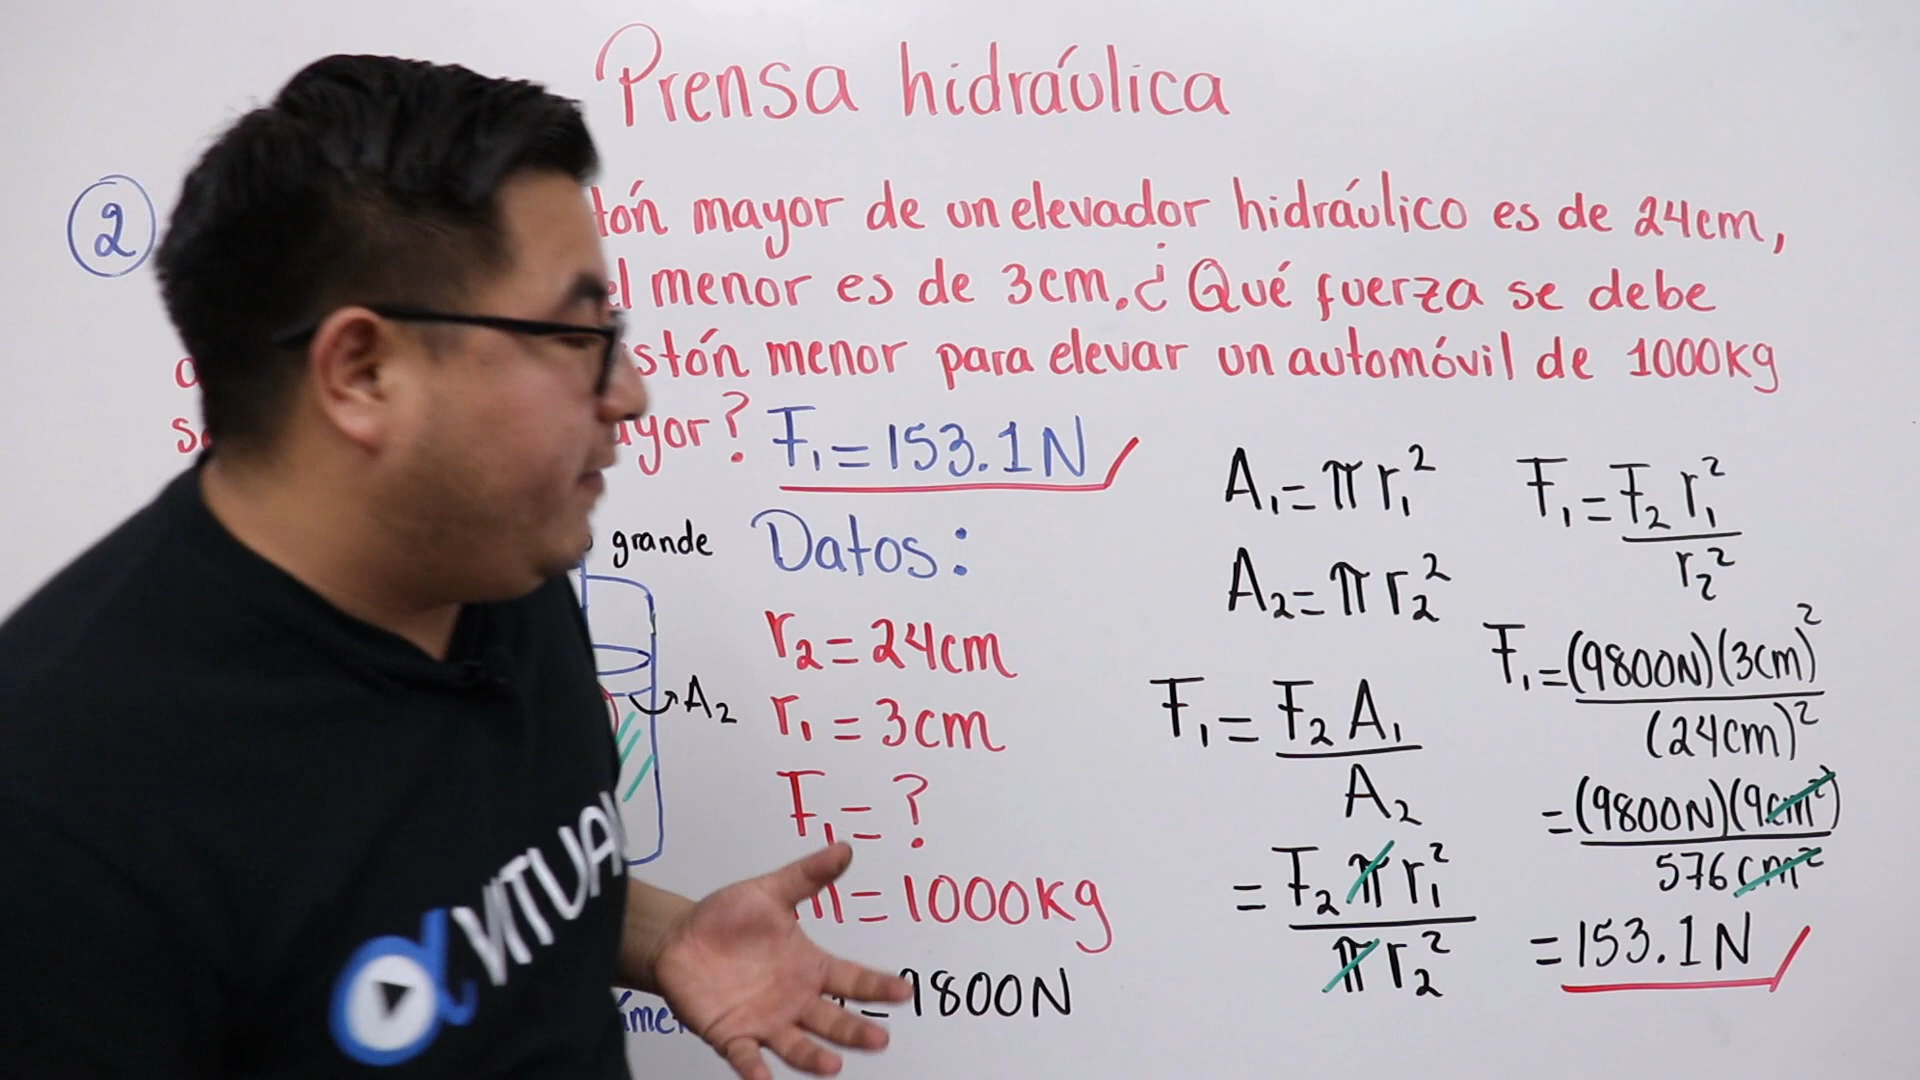 Prensa hidráulica
2
mayor de un elevador hidráulico es de 24cm,
el menor es de 3cm. ¿Qué fuerza se debe
menor para elevar un automóvil de 1000kg
? F₁=153.1N
grande
Datos:
r₂=24cm
r₁=3cm
F₁=?
m=1000kg
=9800N
A₂
A₁=πr₁²
A₂=πr₂²
F₁=F₂A₁
A₂
=F₂πr₁²
πr₂²
F₁=F₂r₁²
r₂²
F₁=(9800N)(3cm)²
(24cm)²
=(9800N)(9cm²)
576cm²
=153.1N